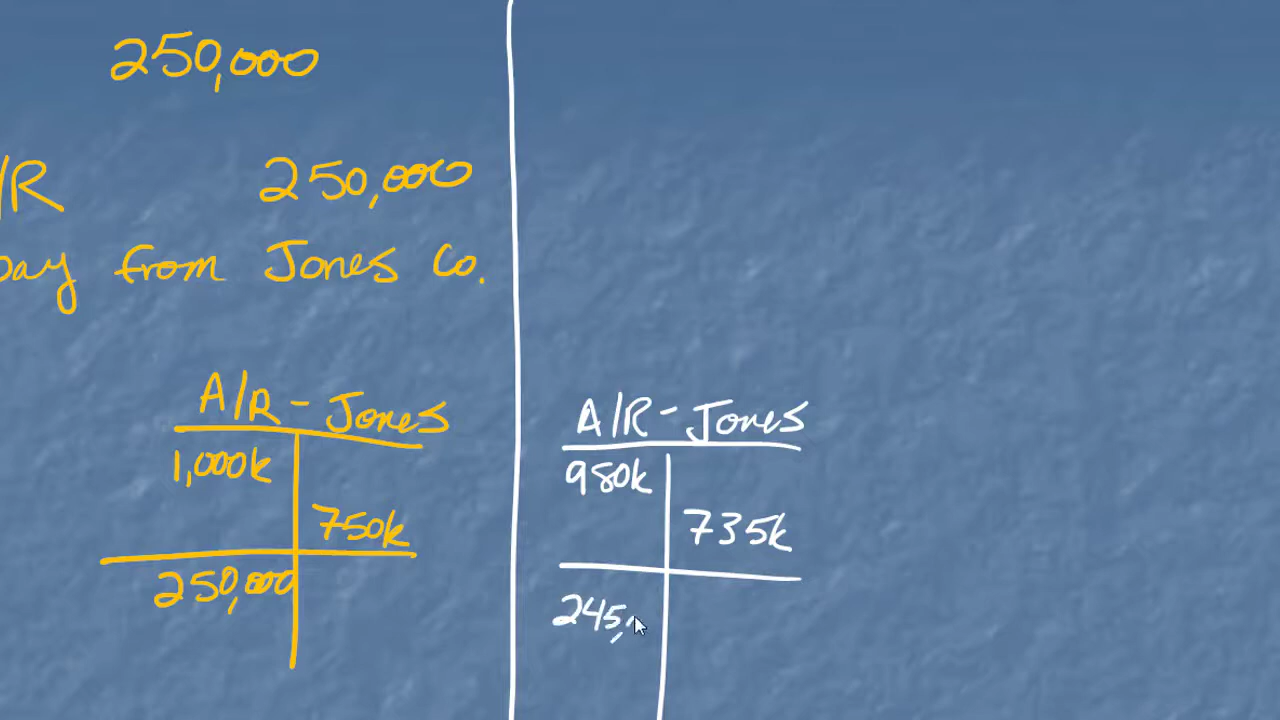 250,000
/R 250,000
pay from Jones Co.
A/R - Jones
1,000k
750k
250,000
A/R - Jones
980k
735k
245,